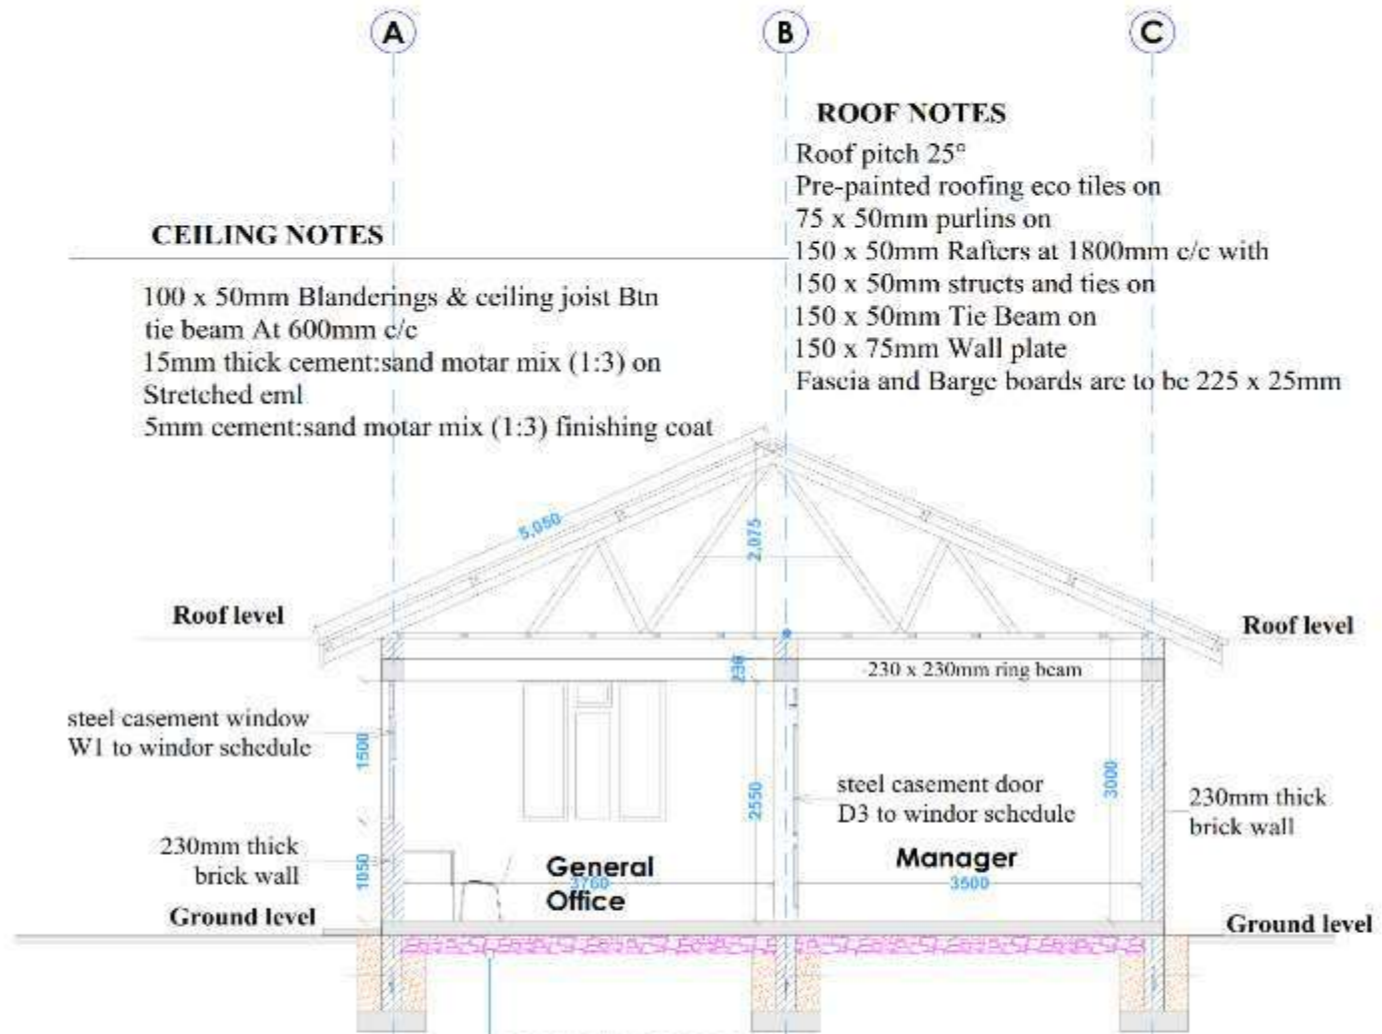 A
B
C
ROOF NOTES
Roof pitch 25°
Pre-painted roofing eco tiles on
75 x 50mm purlins on
150 x 50mm Rafters at 1800mm c/c with
150 x 50mm structs and ties on
150 x 50mm Tie Beam on
150 x 75mm Wall plate
Fascia and Barge boards are to be 225 x 25mm
CEILING NOTES
100 x 50mm Blanderings & ceiling joist Btn
tie beam At 600mm c/c
15mm thick cement:sand motar mix (1:3) on
Stretched eml
5mm cement:sand motar mix (1:3) finishing coat
5,050
2,075
Roof level
Roof level
230
230 x 230mm ring beam
steel casement window
W1 to windor schedule
1500
2550
steel casement door
D3 to windor schedule
3000
230mm thick
brick wall
230mm thick
brick wall
1050
General
Office
3760
Manager
3500
Ground level
Ground level